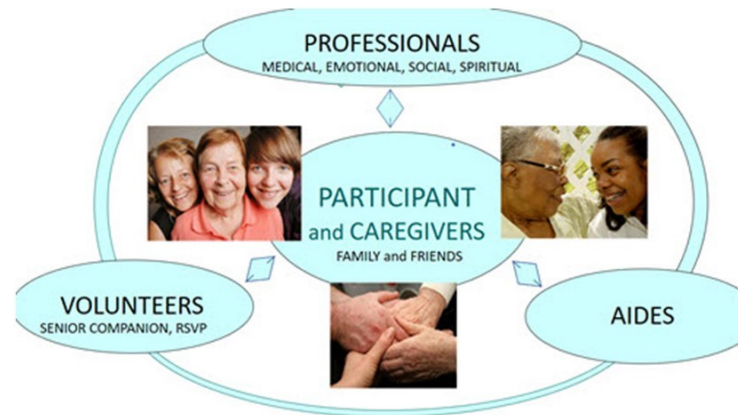 PROFESSIONALS
MEDICAL, EMOTIONAL, SOCIAL, SPIRITUAL
PARTICIPANT
and CAREGIVERS
FAMILY and FRIENDS
VOLUNTEERS
SENIOR COMPANION, RSVP
AIDES